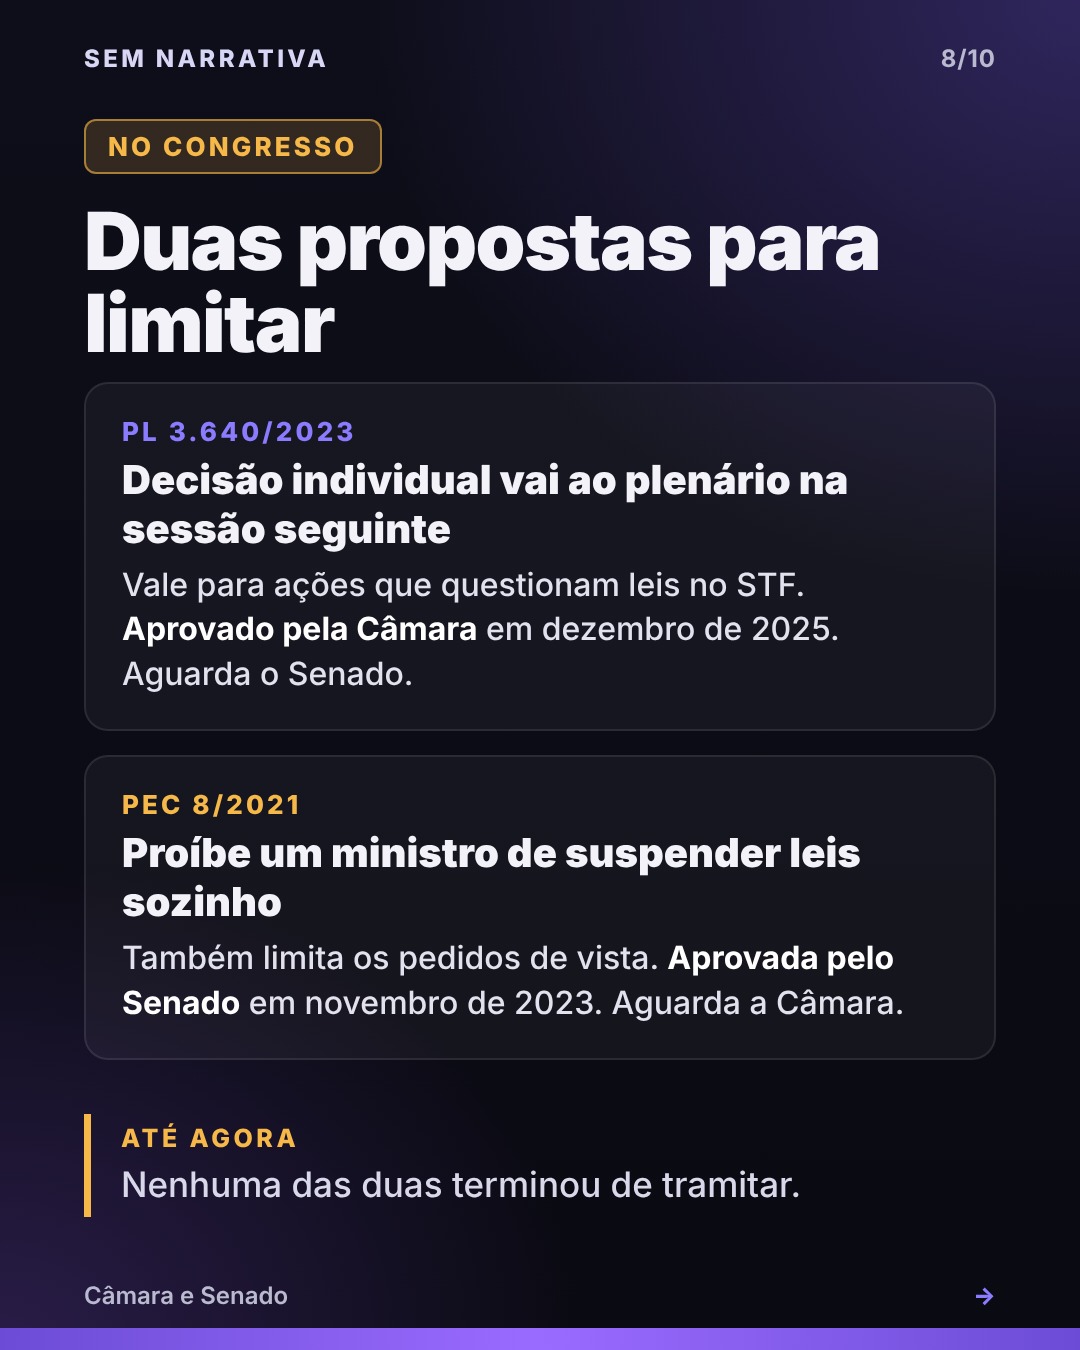 SEM NARRATIVA
8/10
NO CONGRESSO
Duas propostas para
limitar
PL 3.640/2023
Decisão individual vai ao plenário na
sessão seguinte
Vale para ações que questionam leis no STF.
Aprovado pela Câmara em dezembro de 2025.
Aguarda o Senado.
PEC 8/2021
Proíbe um ministro de suspender leis
sozinho
Também limita os pedidos de vista. Aprovada pelo
Senado em novembro de 2023. Aguarda a Câmara.
ATÉ AGORA
Nenhuma das duas terminou de tramitar.
Câmara e Senado
→